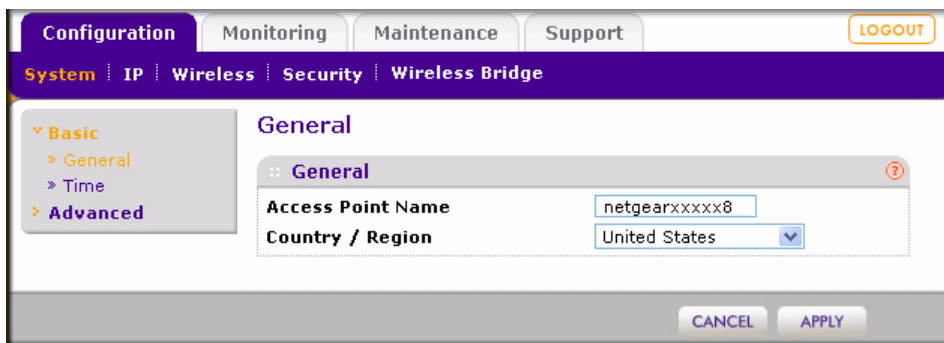 Configuration Monitoring Maintenance Support LOGOUT
System IP Wireless Security Wireless Bridge
Basic
» General
» Time
Advanced
General
General ?
Access Point Name netgearxxxxx8
Country / Region United States
CANCEL APPLY